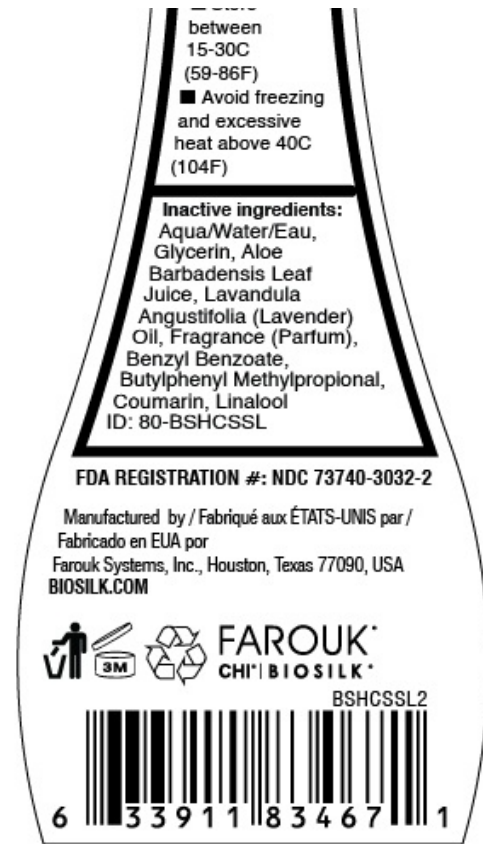 ■ Store
between
15-30C
(59-86F)
■ Avoid freezing
and excessive
heat above 40C
(104F)
Inactive ingredients:
Aqua/Water/Eau,
Glycerin, Aloe
Barbadensis Leaf
Juice, Lavandula
Angustifolia (Lavender)
Oil, Fragrance (Parfum),
Benzyl Benzoate,
Butylphenyl Methylpropional,
Coumarin, Linalool
ID: 80-BSHCSSL
FDA REGISTRATION #: NDC 73740-3032-2
Manufactured by / Fabriqué aux ÉTATS-UNIS par /
Fabricado en EUA por
Farouk Systems, Inc., Houston, Texas 77090, USA
BIOSILK.COM
3M
FAROUK
CHI | BIOSILK
BSHCSSL2
6 33911 83467 1